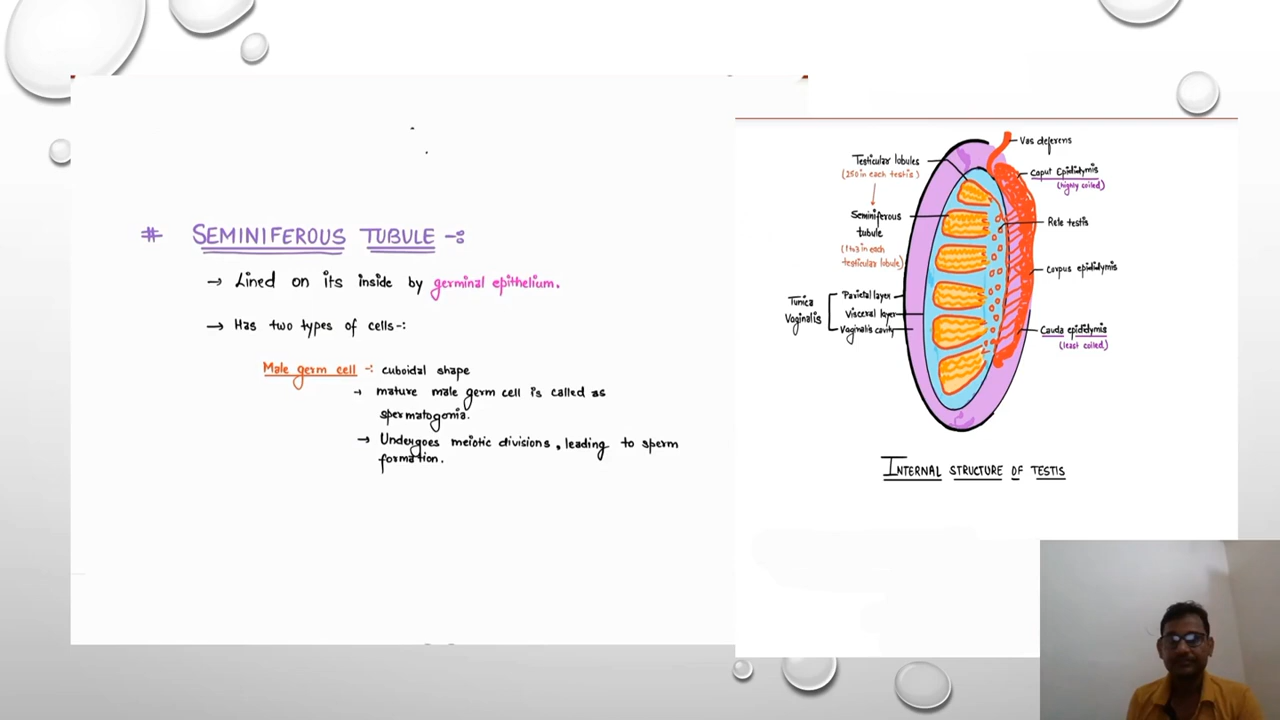 # SEMINIFEROUS TUBULE -:
→ Lined on its inside by germinal epithelium.
→ Has two types of cells -:
Male germ cell -: cuboidal shape
→ mature male germ cell is called as
spermatogonia.
→ Undergoes meiotic divisions, leading to sperm
formation.
Vas deferens
Testicular lobules
(250 in each testis)
Caput Epididymis
(highly coiled)
Seminiferous
tubule
(1 to 3 in each
testicular lobule)
Rete testis
Corpus epididymis
Tunica
Vaginalis
Parietal layer
Visceral layer
Vaginalis cavity
Cauda epididymis
(least coiled)
INTERNAL STRUCTURE OF TESTIS